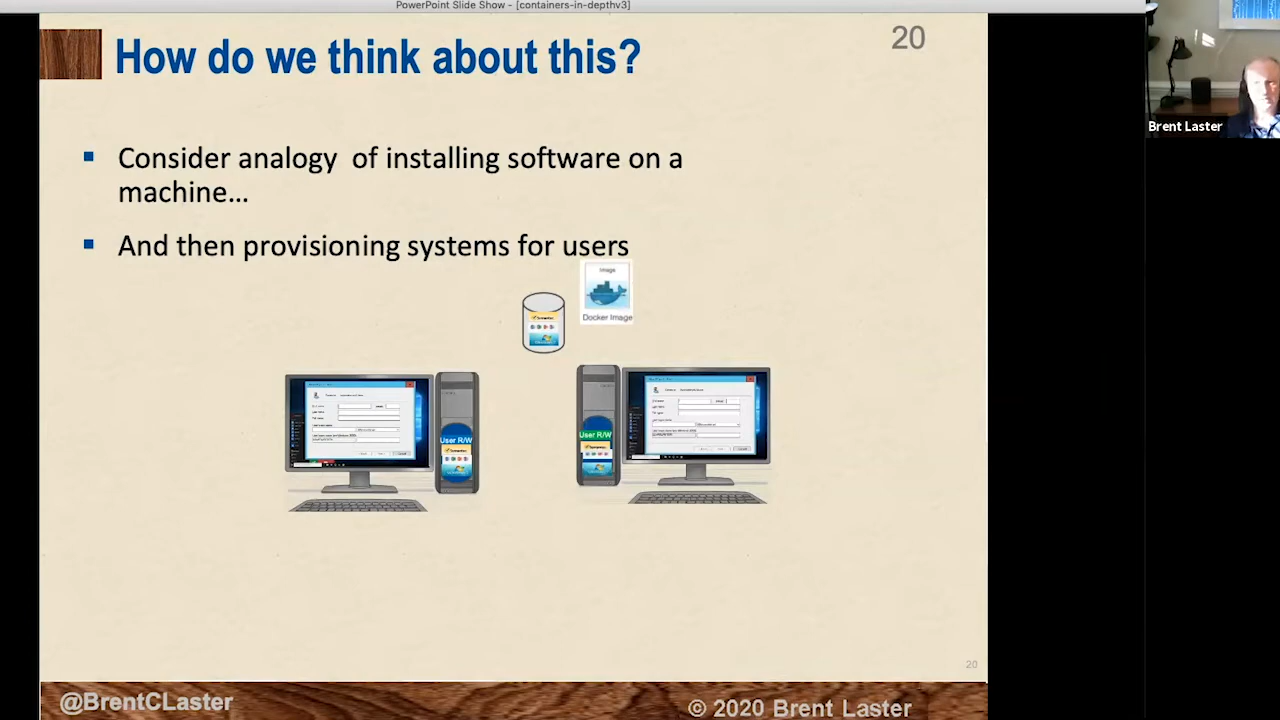 PowerPoint Slide Show - [containers-in-depthv3]
How do we think about this?
20
Brent Laster
Consider analogy of installing software on a
machine…
And then provisioning systems for users
Image
Docker Image
User R/W
User R/W
20
@BrentCLaster
© 2020 Brent Laster